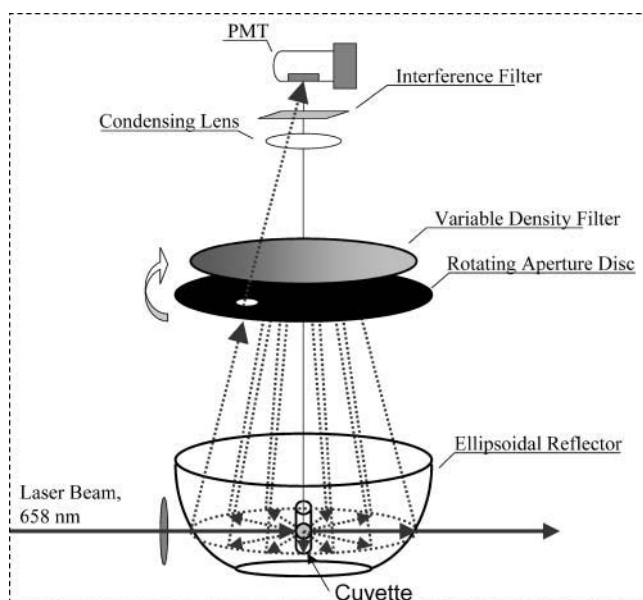 PMT
Interference Filter
Condensing Lens
Variable Density Filter
Rotating Aperture Disc
Ellipsoidal Reflector
Laser Beam,
658 nm
Cuvette